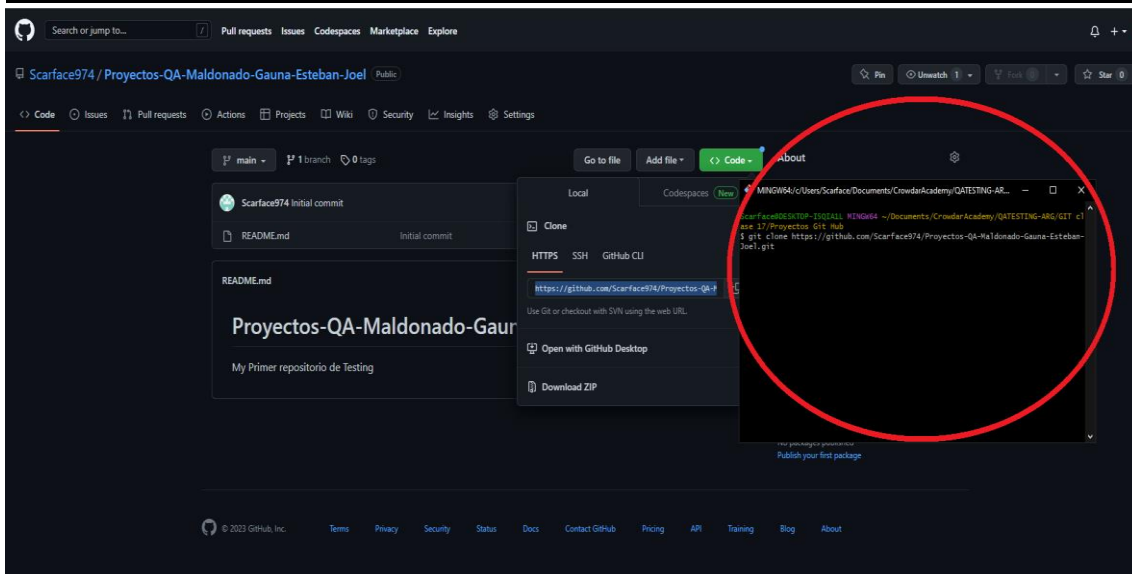 Search or jump to... / Pull requests Issues Codespaces Marketplace Explore
Scarface974 / Proyectos-QA-Maldonado-Gauna-Esteban-Joel Public
Pin Unwatch 1 Fork 0 Star 0
Code Issues Pull requests Actions Projects Wiki Security Insights Settings
main 1 branch 0 tags Go to file Add file Code About
Scarface974 Initial commit
README.md Initial commit
README.md
Proyectos-QA-Maldonado-Gaun
My Primer repositorio de Testing
Local Codespaces New
Clone
HTTPS SSH GitHub CLI
https://github.com/Scarface974/Proyectos-QA-M
Use Git or checkout with SVN using the web URL.
Open with GitHub Desktop
Download ZIP
MINGW64:/c/Users/Scarface/Documents/CrowdarAcademy/QATESTING-AR...
Scarface@DESKTOP-ISQIA1L MINGW64 ~/Documents/CrowdarAcademy/QATESTING-ARG/GIT cl
ase 17/Proyectos Git Hub
$ git clone https://github.com/Scarface974/Proyectos-QA-Maldonado-Gauna-Esteban-
Joel.git
No packages published
Publish your first package
© 2023 GitHub, Inc. Terms Privacy Security Status Docs Contact GitHub Pricing API Training Blog About